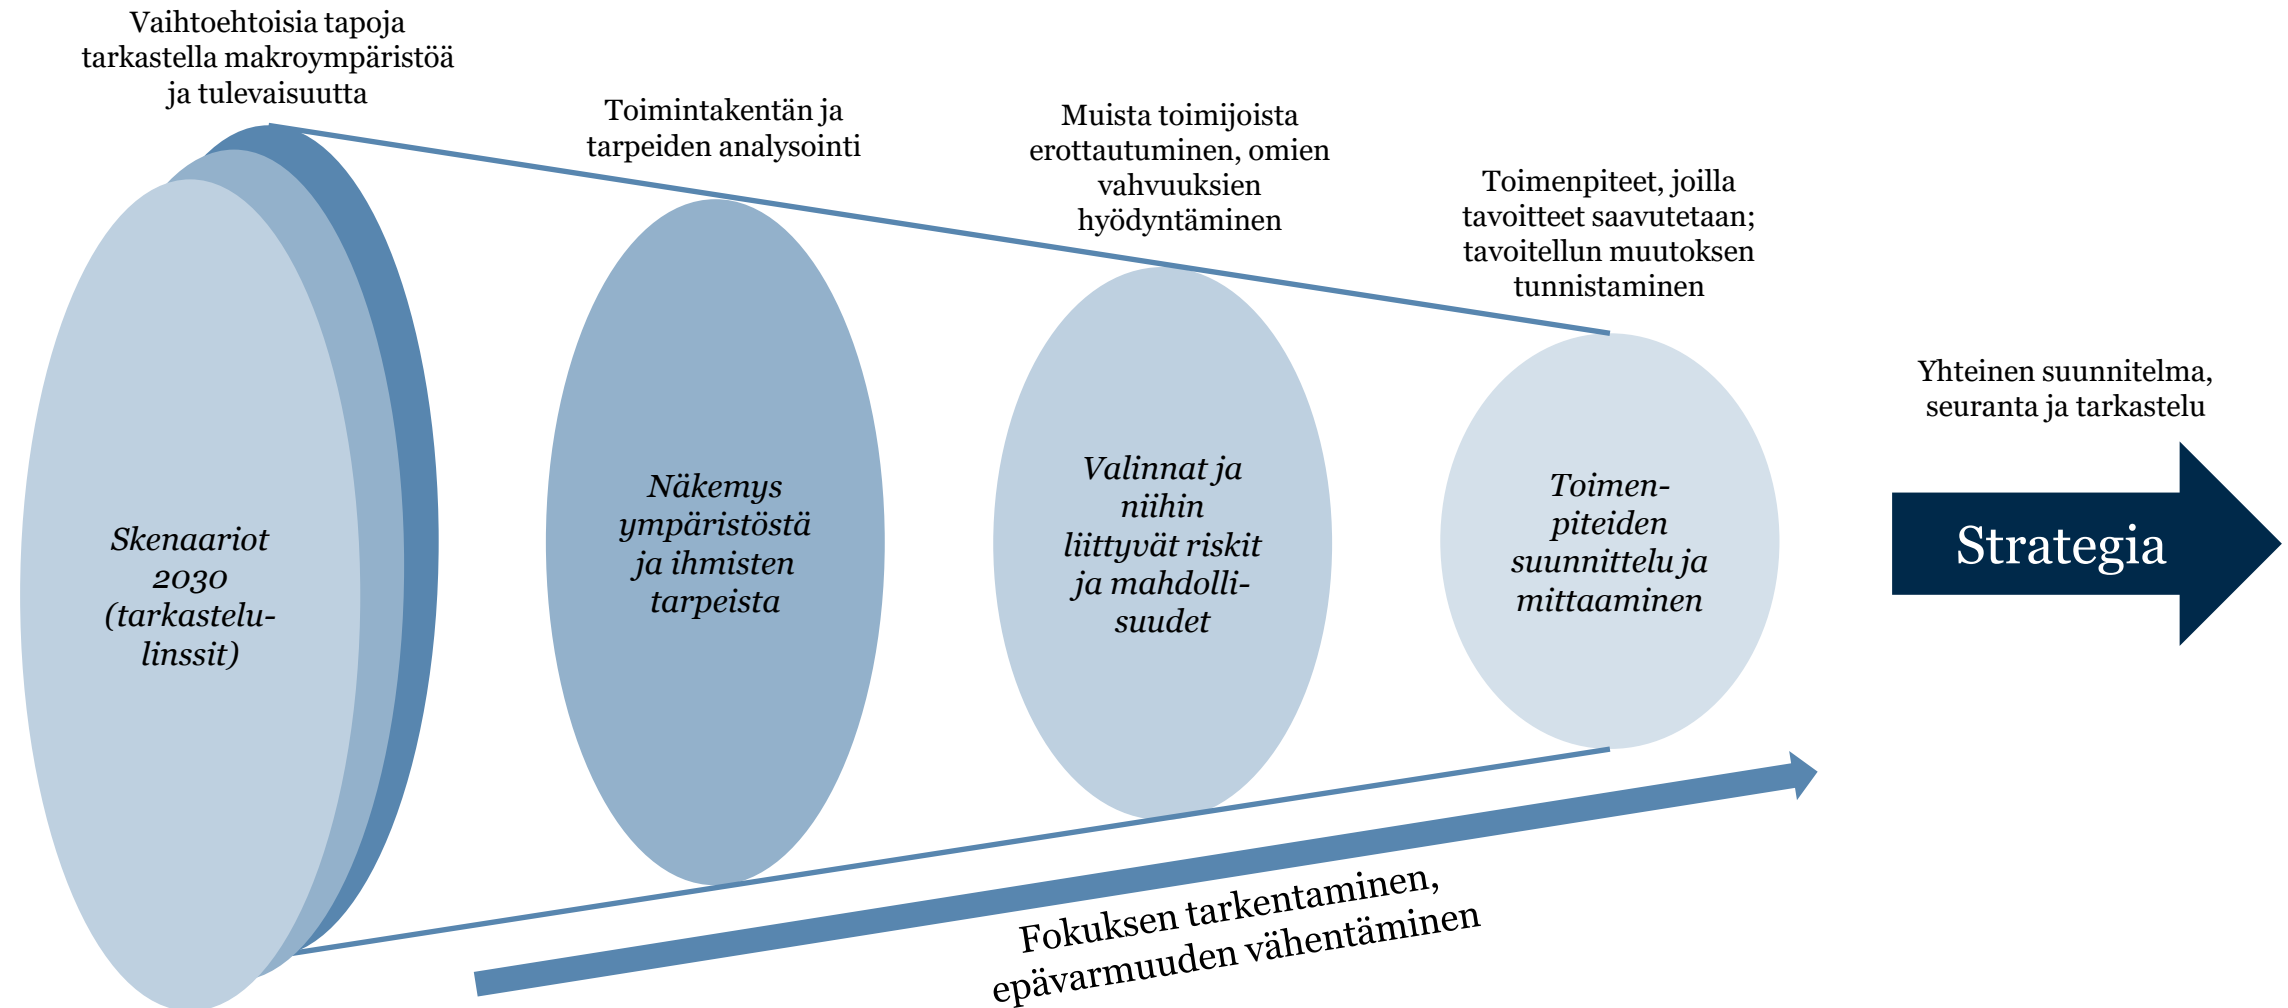 Vaihtoehtoisia tapoja
tarkastella makroympäristöä
ja tulevaisuutta
Toimintakentän ja
tarpeiden analysointi
Muista toimijoista
erottautuminen, omien
vahvuuksien
hyödyntäminen
Toimenpiteet, joilla
tavoitteet saavutetaan;
tavoitellun muutoksen
tunnistaminen
Yhteinen suunnitelma,
seuranta ja tarkastelu
Skenaariot
2030
(tarkastelu-
linssit)
Näkemys
ympäristöstä
ja ihmisten
tarpeista
Valinnat ja
niihin
liittyvät riskit
ja mahdolli-
suudet
Toimen-
piteiden
suunnittelu ja
mittaaminen
Strategia
Fokuksen tarkentaminen,
epävarmuuden vähentäminen